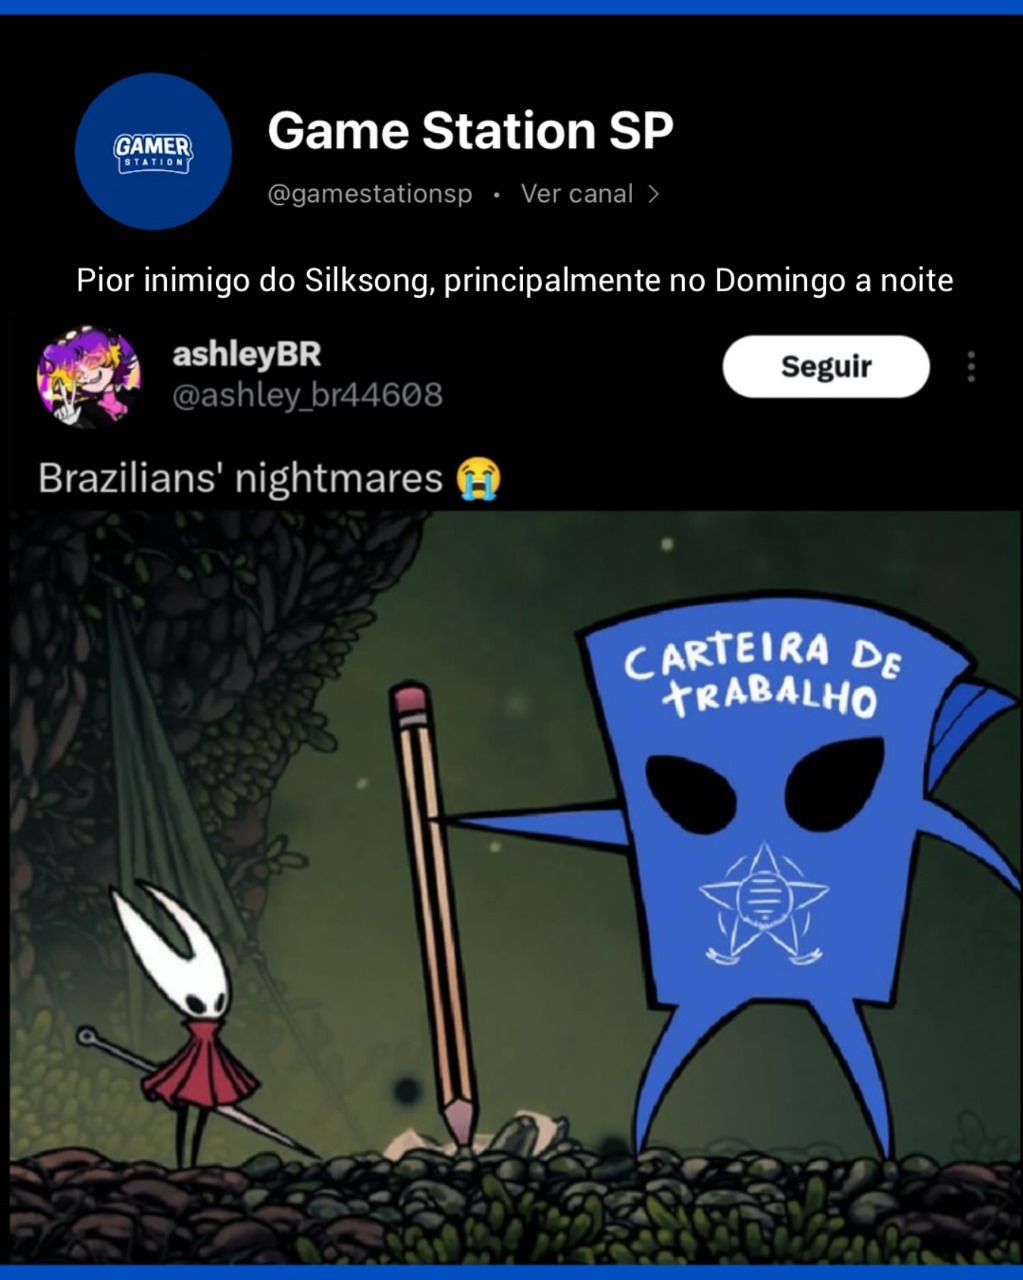 GAMER
STATION
Game Station SP
@gamestationsp • Ver canal >
Pior inimigo do Silksong, principalmente no Domingo a noite
ashleyBR
@ashley_br44608
Seguir
Brazilians' nightmares 😭
CARTEIRA DE
TRABALHO